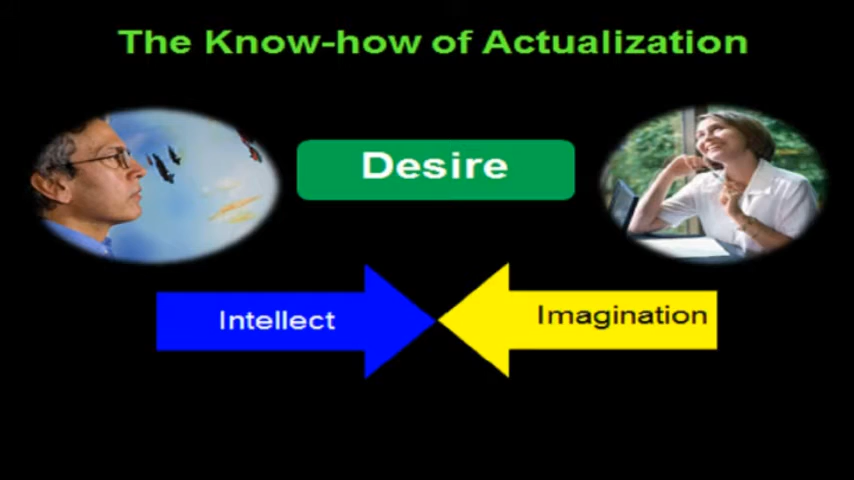 The Know-how of Actualization
Desire
Intellect
Imagination